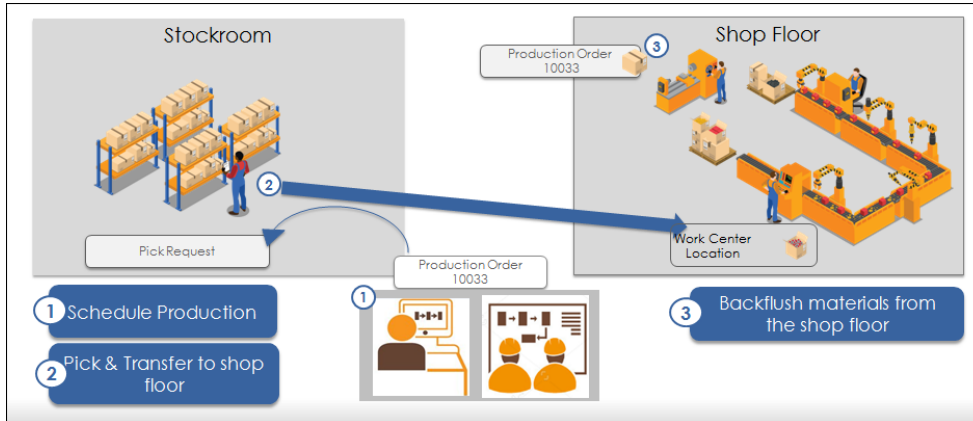 Stockroom
Shop Floor
Production Order
10033
3
2
Pick Request
Work Center
Location
Production Order
10033
1
1
Schedule Production
2
Pick & Transfer to shop
floor
3
Backflush materials from
the shop floor